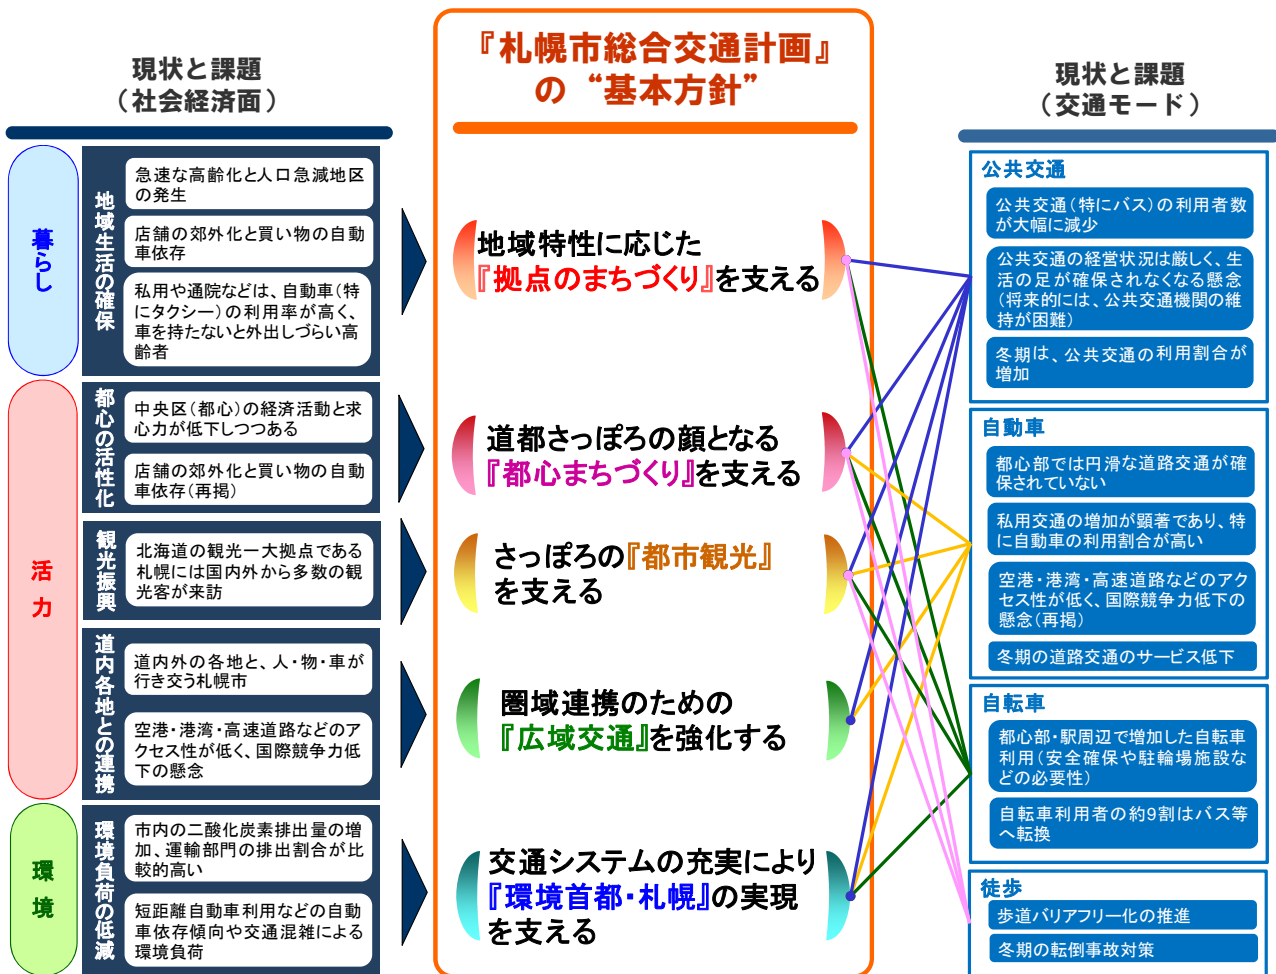 『札幌市総合交通計画』
の“基本方針”
現状と課題
（社会経済面）
現状と課題
（交通モード）
暮らし
地域生活の確保
急速な高齢化と人口急減地区
の発生
店舗の郊外化と買い物の自動
車依存
私用や通院などは、自動車（特
にタクシー）の利用率が高く、
車を持たないと外出しづらい高
齢者
活力
都心の活性化
中央区（都心）の経済活動と求
心力が低下しつつある
店舗の郊外化と買い物の自動
車依存（再掲）
観光振興
北海道の観光一大拠点である
札幌には国内外から多数の観
光客が来訪
道内各地との連携
道内外の各地と、人・物・車が
行き交う札幌市
空港・港湾・高速道路などのア
クセス性が低く、国際競争力低
下の懸念
環境
環境負荷の低減
市内の二酸化炭素排出量の増
加、運輸部門の排出割合が比
較的高い
短距離自動車利用などの自動
車依存傾向や交通混雑による
環境負荷
地域特性に応じた
『拠点のまちづくり』を支える
道都さっぽろの顔となる
『都心まちづくり』を支える
さっぽろの『都市観光』
を支える
圏域連携のための
『広域交通』を強化する
交通システムの充実により
『環境首都・札幌』の実現
を支える
公共交通
公共交通（特にバス）の利用者数
が大幅に減少
公共交通の経営状況は厳しく、生
活の足が確保されなくなる懸念
（将来的には、公共交通機関の維
持が困難）
冬期は、公共交通の利用割合が
増加
自動車
都心部では円滑な道路交通が確
保されていない
私用交通の増加が顕著であり、特
に自動車の利用割合が高い
空港・港湾・高速道路などのアク
セス性が低く、国際競争力低下の
懸念（再掲）
冬期の道路交通のサービス低下
自転車
都心部・駅周辺で増加した自転車
利用（安全確保や駐輪場施設な
どの必要性）
自転車利用者の約9割はバス等
へ転換
徒歩
歩道バリアフリー化の推進
冬期の転倒事故対策